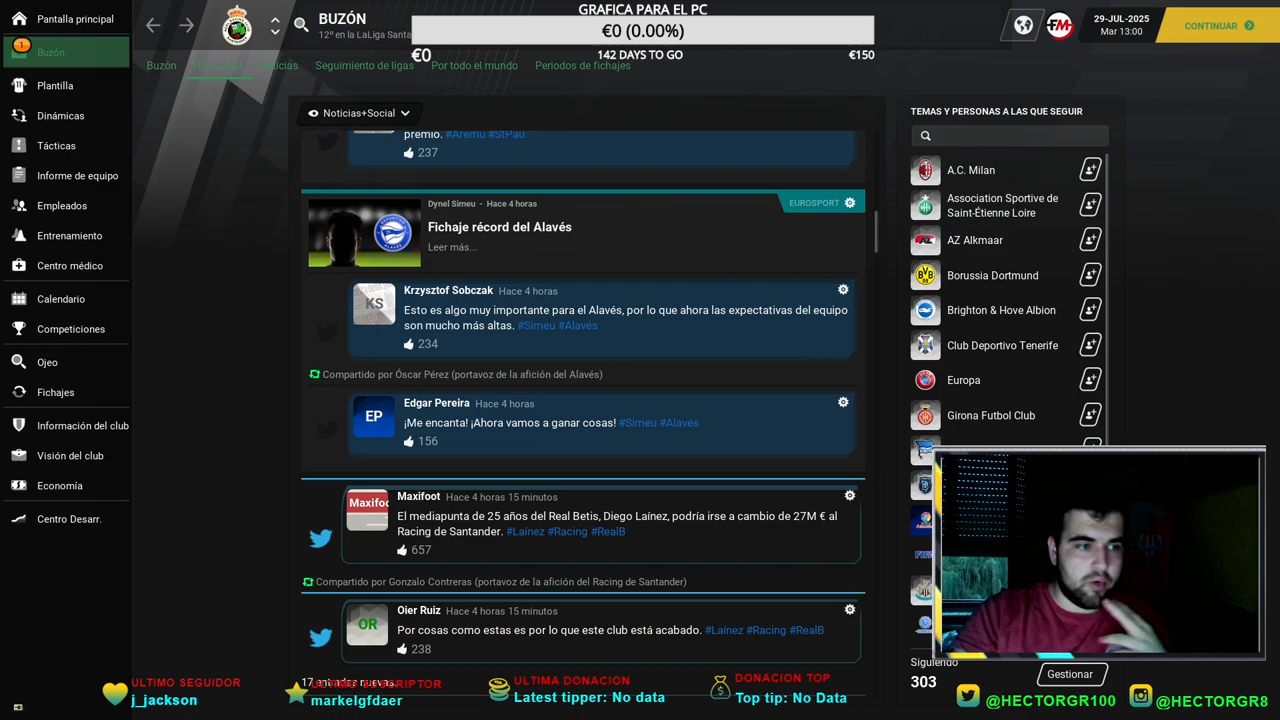 Pantalla principal
1
Buzón
Plantilla
Dinámicas
Tácticas
Informe de equipo
Empleados
Entrenamiento
Centro médico
Calendario
Competiciones
Ojeo
Fichajes
Información del club
Visión del club
Economía
Centro Desarr.
BUZÓN
12º en la LaLiga Santa
GRAFICA PARA EL PC
€0 (0.00%)
€0
142 DAYS TO GO
€150
FM
29-JUL-2025
Mar 13:00
CONTINUAR
Buzón
Seguimiento de ligas
Por todo el mundo
Periodos de fichajes
Noticias+Social
premio. #Aremu #StPau
237
Dynel Simeu - Hace 4 horas
EUROSPORT
Fichaje récord del Alavés
Leer más...
KS
Krzysztof Sobczak Hace 4 horas
Esto es algo muy importante para el Alavés, por lo que ahora las expectativas del equipo
son mucho más altas. #Simeu #Alavés
234
Compartido por Óscar Pérez (portavoz de la afición del Alavés)
EP
Edgar Pereira Hace 4 horas
¡Me encanta! ¡Ahora vamos a ganar cosas! #Simeu #Alavés
156
Maxifoo
Maxifoot Hace 4 horas 15 minutos
El mediapunta de 25 años del Real Betis, Diego Laínez, podría irse a cambio de 27M € al
Racing de Santander. #Laínez #Racing #RealB
657
Compartido por Gonzalo Contreras (portavoz de la afición del Racing de Santander)
OR
Oier Ruiz Hace 4 horas 15 minutos
Por cosas como estas es por lo que este club está acabado. #Laínez #Racing #RealB
238
17 entradas nuevas.
TEMAS Y PERSONAS A LAS QUE SEGUIR
A.C. Milan
Association Sportive de
Saint-Étienne Loire
AZ Alkmaar
Borussia Dortmund
Brighton & Hove Albion
Club Deportivo Tenerife
Europa
Girona Futbol Club
Siguiendo
303
Gestionar
ULTIMO SEGUIDOR
j_jackson
ULTIMO SUSCRIPTOR
markelgfdaer
ULTIMA DONACION
Latest tipper: No data
DONACION TOP
Top tip: No Data
@HECTORGR100
@HECTORGR8